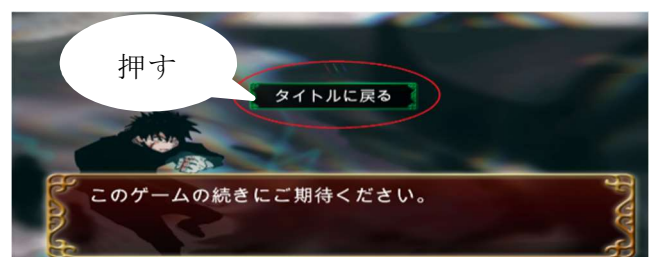 押す
タイトルに戻る
このゲームの続きにご期待ください。